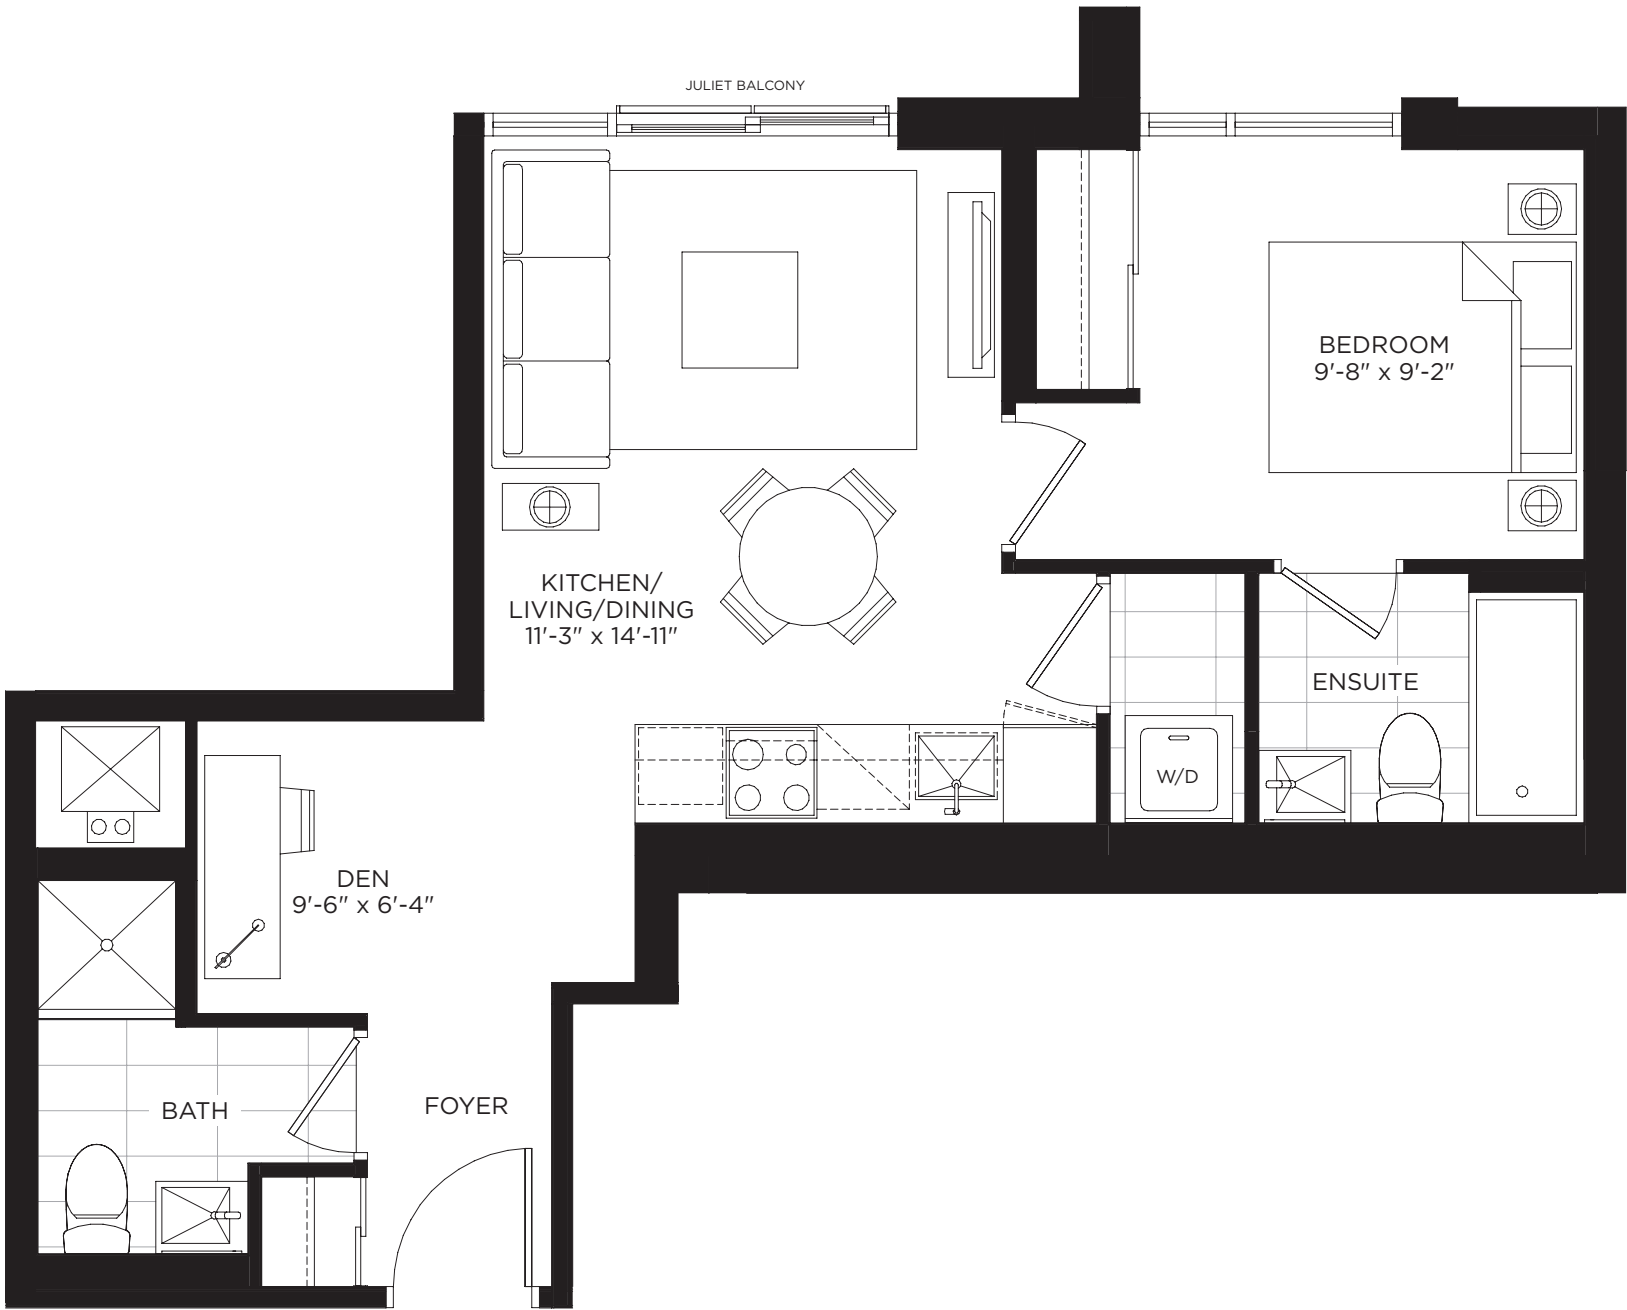 JULIET BALCONY
BEDROOM
9'-8" x 9'-2"
KITCHEN/
LIVING/DINING
11'-3" x 14'-11"
ENSUITE
W/D
DEN
9'-6" x 6'-4"
BATH
FOYER